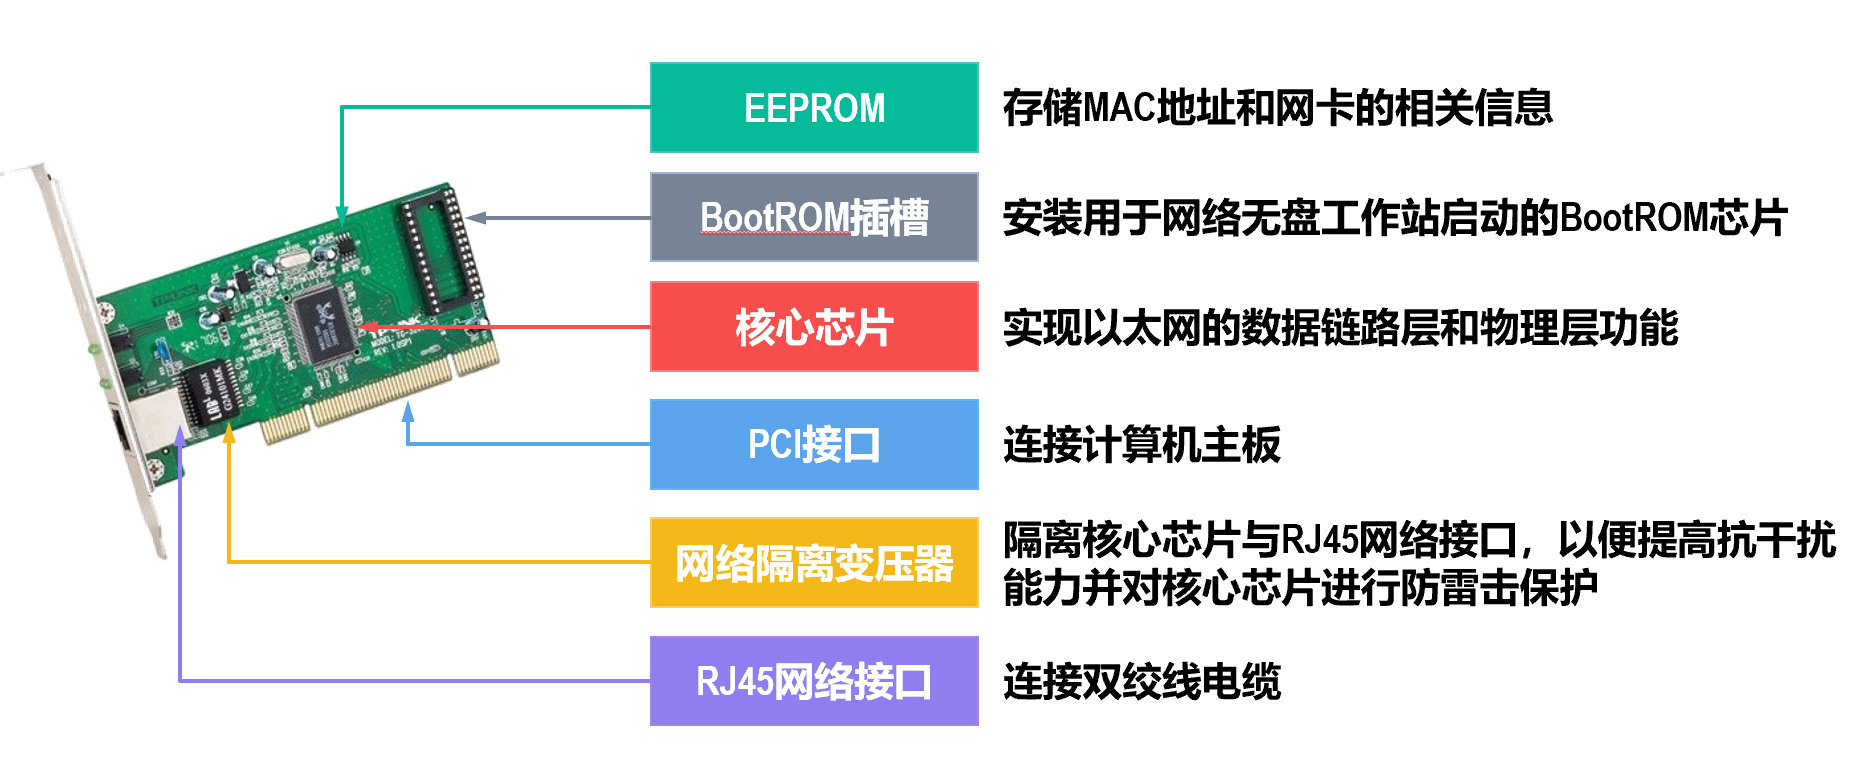 EEPROM
存储MAC地址和网卡的相关信息
BootROM插槽
安装用于网络无盘工作站启动的BootROM芯片
核心芯片
实现以太网的数据链路层和物理层功能
PCI接口
连接计算机主板
网络隔离变压器
隔离核心芯片与RJ45网络接口，以便提高抗干扰
能力并对核心芯片进行防雷击保护
RJ45网络接口
连接双绞线电缆
TP-LINK